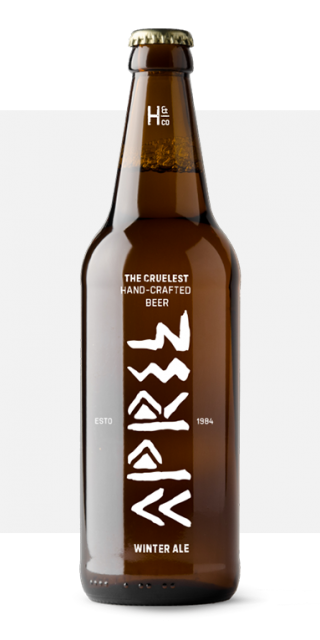 H&
CO
THE CRUELEST
HAND-CRAFTED
BEER
APRIL
ESTD 1984
WINTER ALE